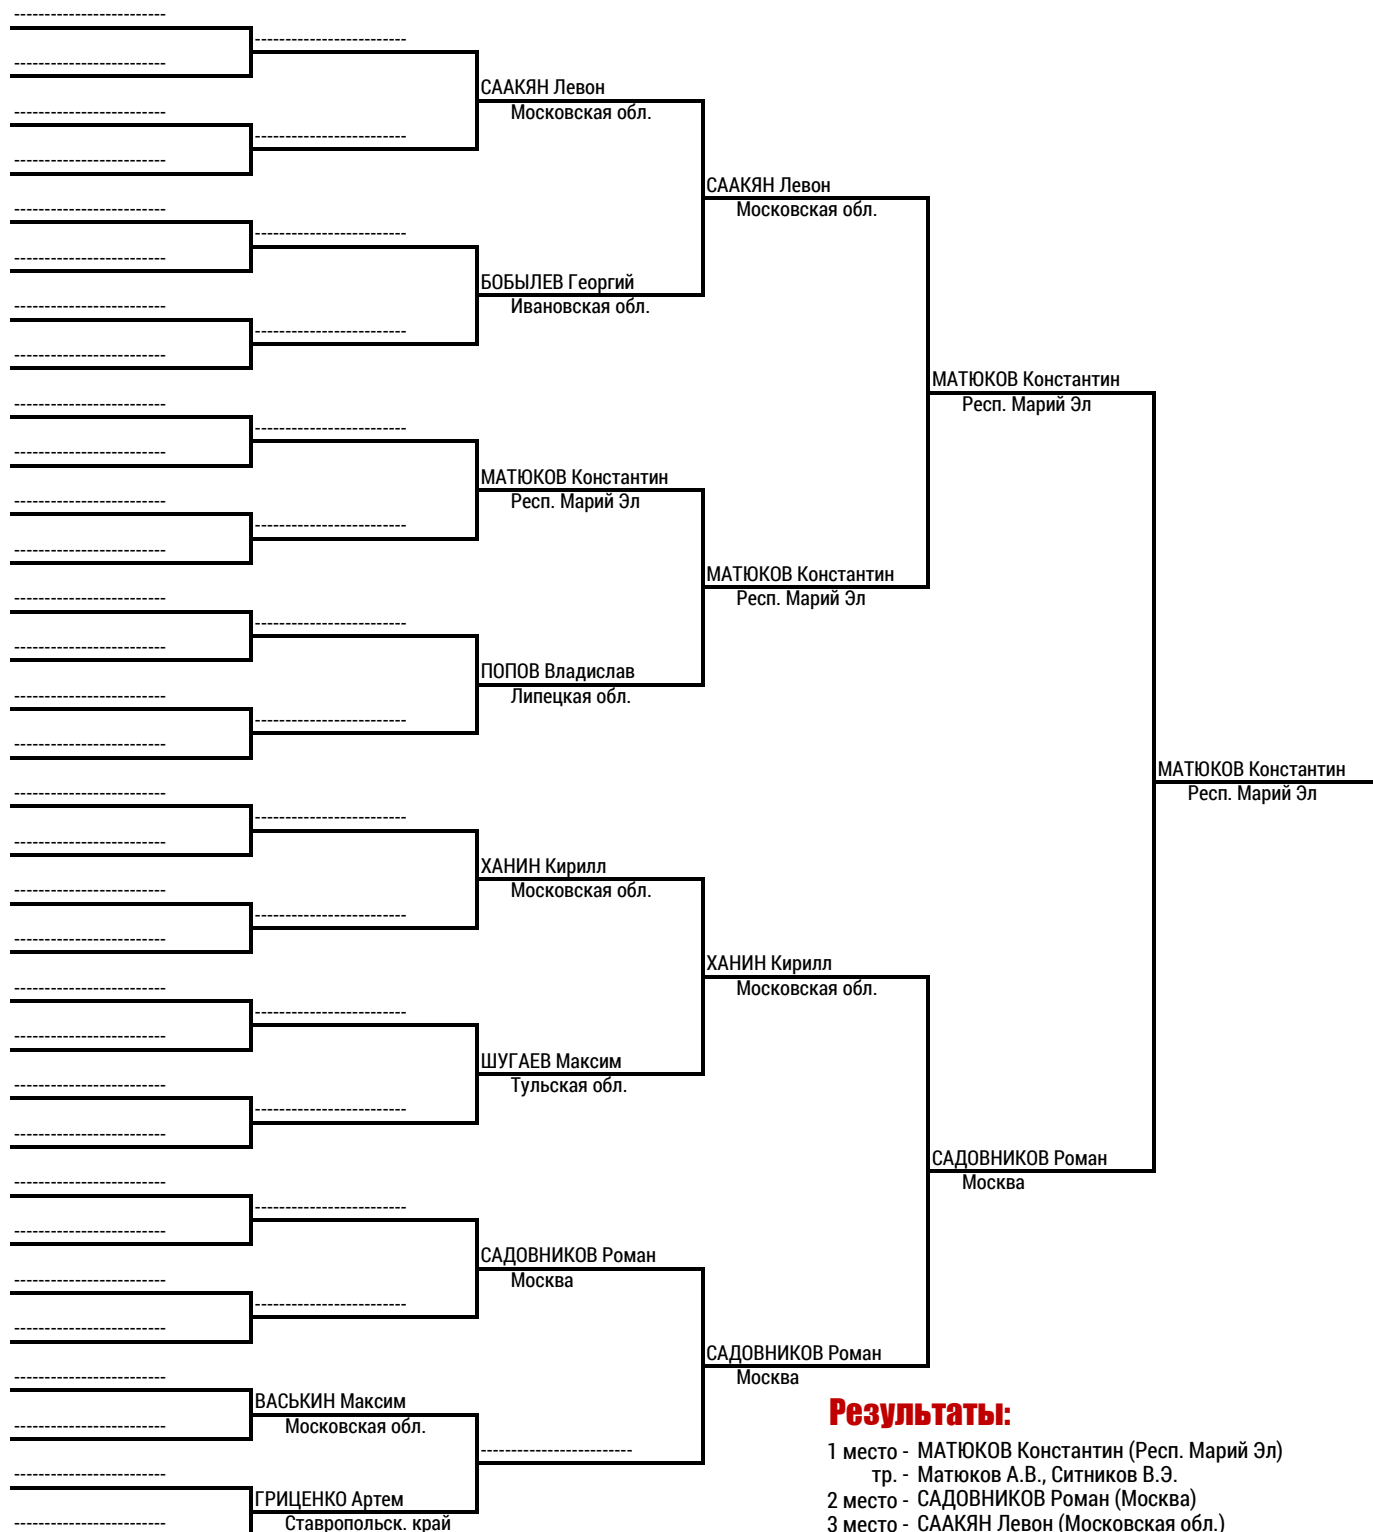 СААКЯН Левон
Московская обл.
СААКЯН Левон
Московская обл.
БОБЫЛЕВ Георгий
Ивановская обл.
МАТЮКОВ Константин
Респ. Марий Эл
МАТЮКОВ Константин
Респ. Марий Эл
МАТЮКОВ Константин
Респ. Марий Эл
ПОПОВ Владислав
Липецкая обл.
МАТЮКОВ Константин
Респ. Марий Эл
ХАНИН Кирилл
Московская обл.
ХАНИН Кирилл
Московская обл.
ШУГАЕВ Максим
Тульская обл.
САДОВНИКОВ Роман
Москва
САДОВНИКОВ Роман
Москва
САДОВНИКОВ Роман
Москва
ВАСЬКИН Максим
Московская обл.
ГРИЦЕНКО Артем
Ставропольск. край
Результаты:
1 место - МАТЮКОВ Константин (Респ. Марий Эл)
тр. - Матюков А.В., Ситников В.Э.
2 место - САДОВНИКОВ Роман (Москва)
3 место - СААКЯН Левон (Московская обл.)